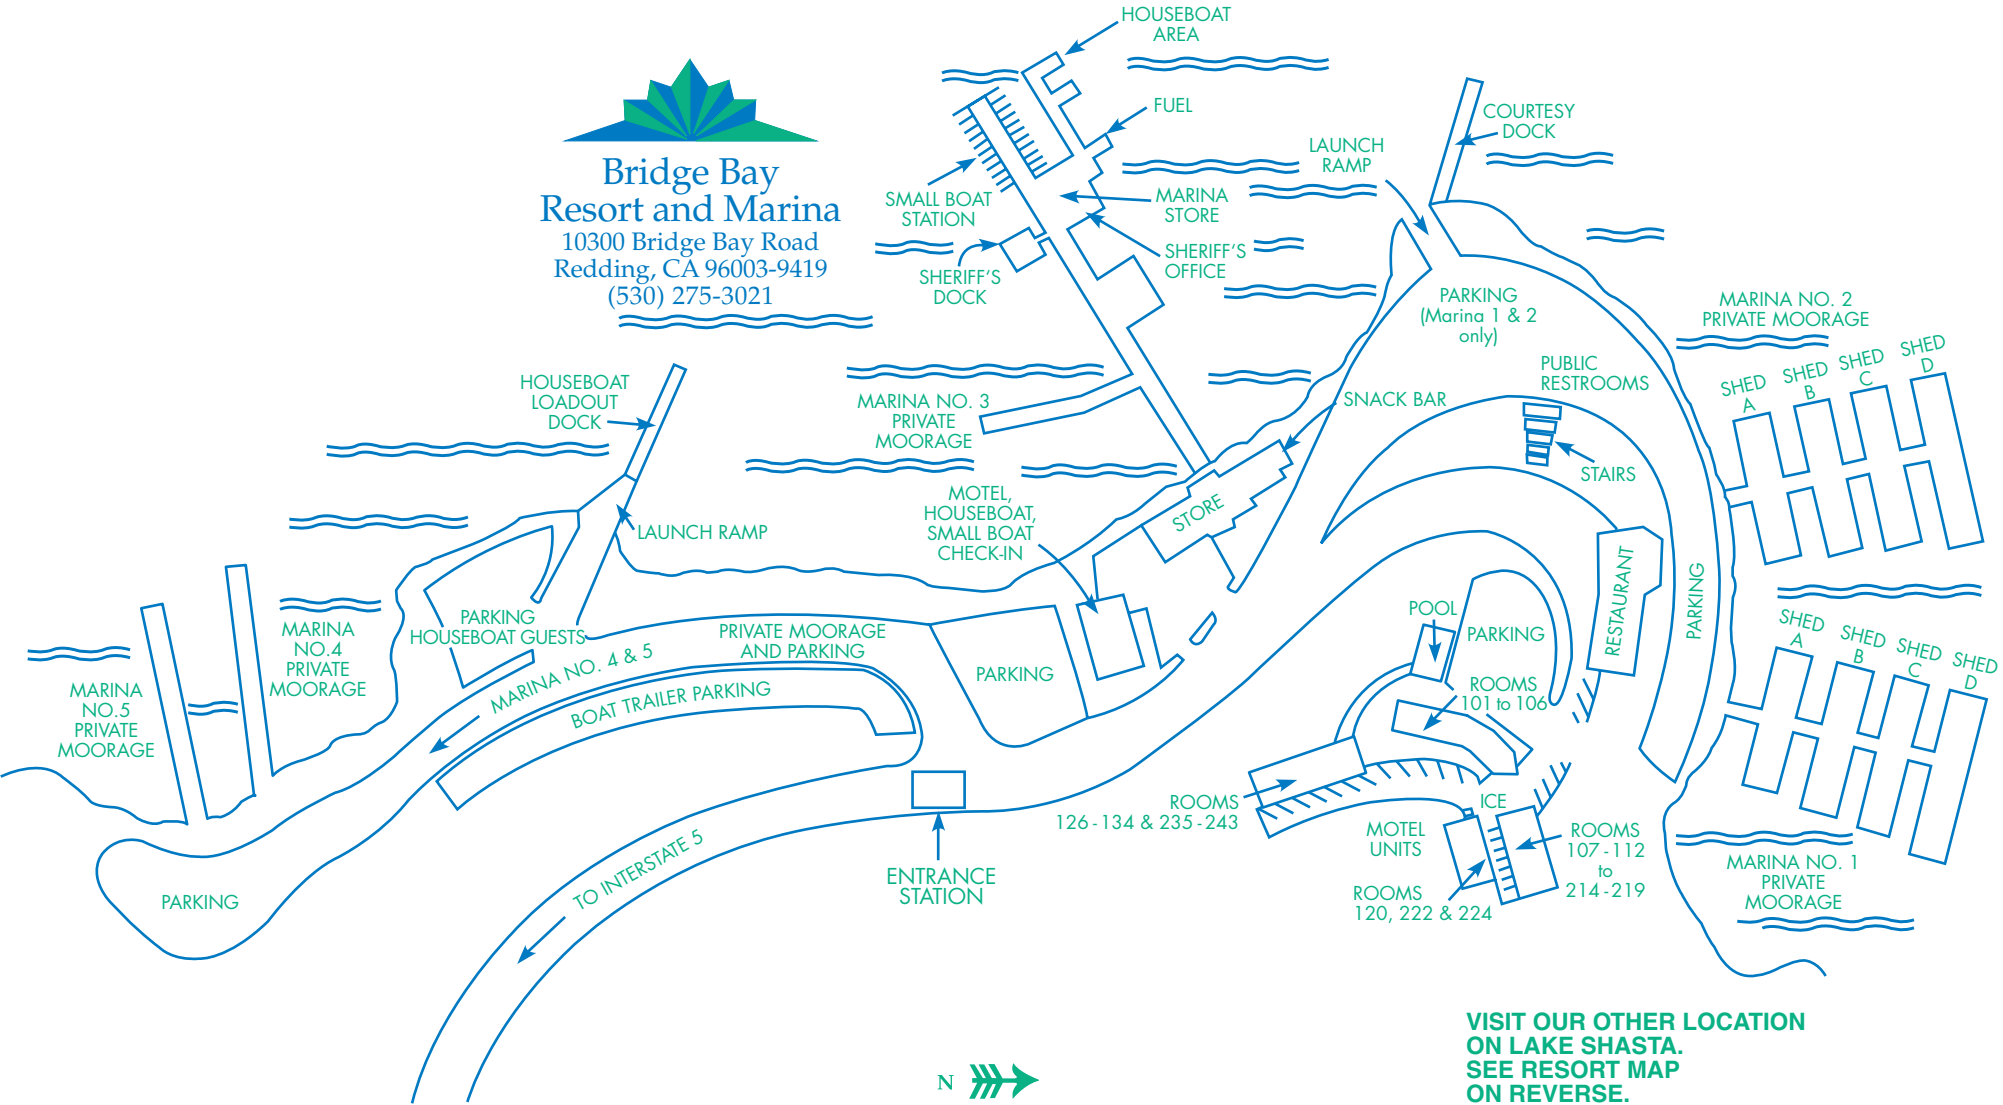 HOUSEBOAT
AREA
FUEL
COURTESY
DOCK
LAUNCH
RAMP
Bridge Bay
Resort and Marina
10300 Bridge Bay Road
Redding, CA 96003-9419
(530) 275-3021
SMALL BOAT
STATION
MARINA
STORE
SHERIFF'S
OFFICE
SHERIFF'S
DOCK
PARKING
(Marina 1 & 2
only)
MARINA NO. 2
PRIVATE MOORAGE
SHED
A
SHED
B
SHED
C
SHED
D
PUBLIC
RESTROOMS
HOUSEBOAT
LOADOUT
DOCK
MARINA NO. 3
PRIVATE
MOORAGE
SNACK BAR
STAIRS
MOTEL,
HOUSEBOAT,
SMALL BOAT
CHECK-IN
STORE
LAUNCH RAMP
RESTAURANT
PARKING
POOL
PARKING
PARKING
HOUSEBOAT GUESTS
PRIVATE MOORAGE
AND PARKING
MARINA
NO.4
PRIVATE
MOORAGE
MARINA NO. 4 & 5
BOAT TRAILER PARKING
PARKING
SHED
A
SHED
B
SHED
C
SHED
D
MARINA
NO.5
PRIVATE
MOORAGE
ROOMS
101 to 106
ROOMS
126-134 & 235-243
ICE
MOTEL
UNITS
ROOMS
107-112
to
214-219
ROOMS
120, 222 & 224
MARINA NO. 1
PRIVATE
MOORAGE
TO INTERSTATE 5
ENTRANCE
STATION
PARKING
N
VISIT OUR OTHER LOCATION
ON LAKE SHASTA.
SEE RESORT MAP
ON REVERSE.